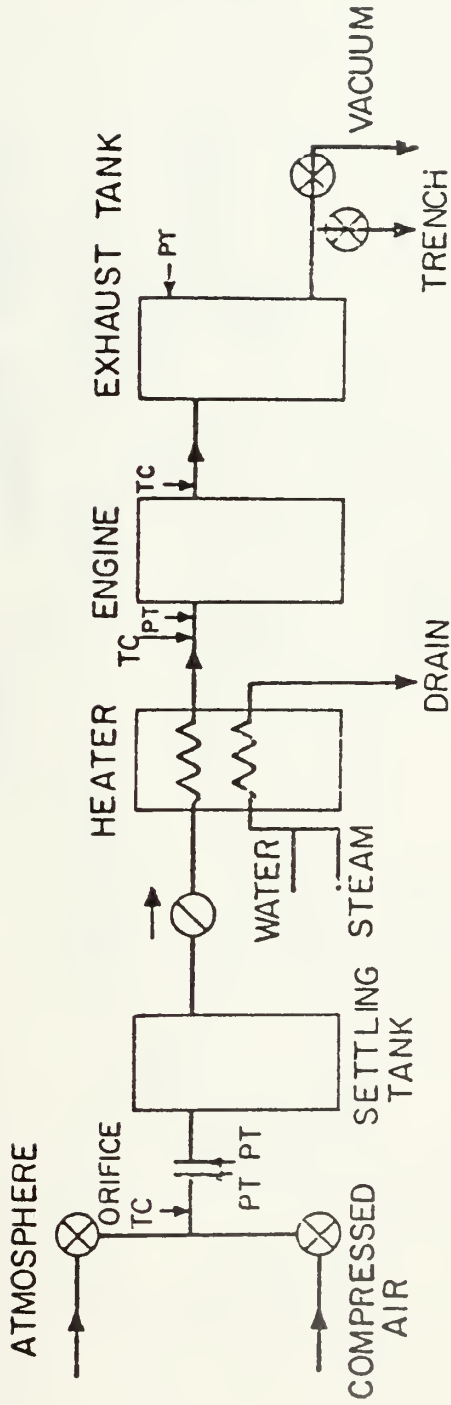 ATMOSPHERE
ORIFICE
TC
PT PT
COMPRESSED
AIR
SETTLING
TANK
HEATER
WATER
STEAM
DRAIN
TC
PT
ENGINE
TC
EXHAUST TANK
PT
VACUUM
TRENCH